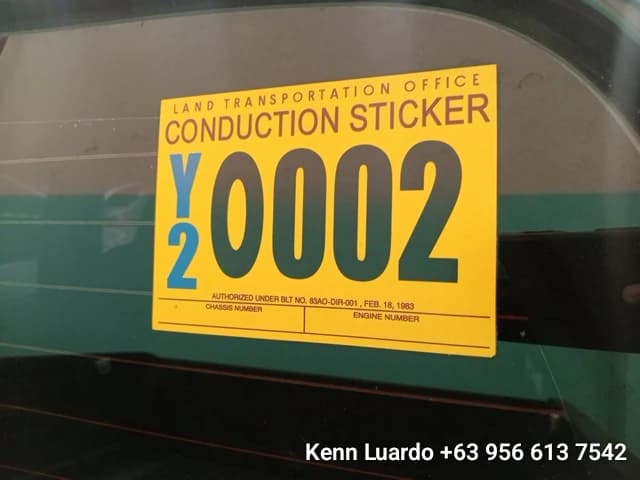 LAND TRANSPORTATION OFFICE
CONDUCTION STICKER
Y2 0002
AUTHORIZED UNDER BLT NO. 83AO-DIR-001 , FEB. 18, 1983
CHASSIS NUMBER ENGINE NUMBER
Kenn Luardo +63 956 613 7542